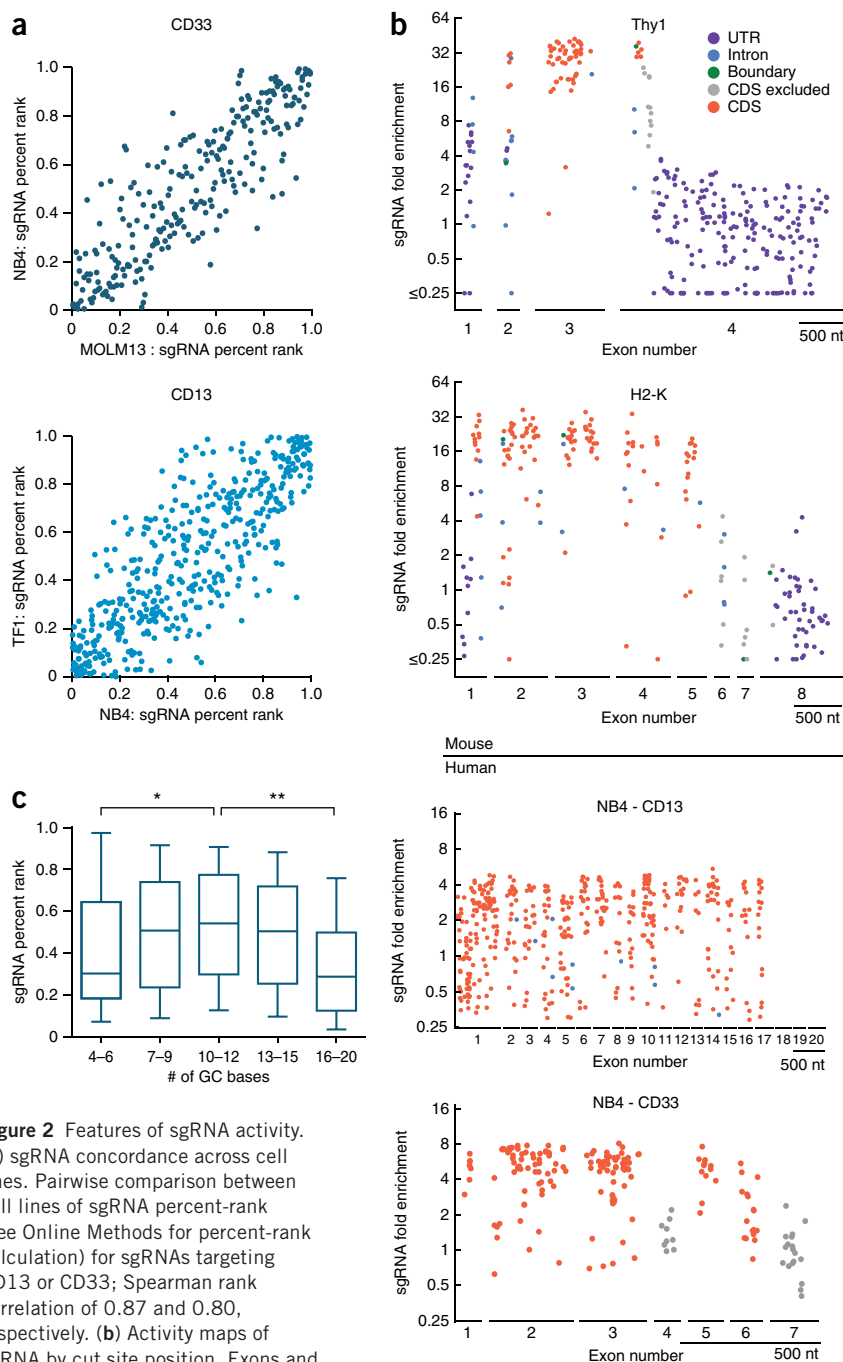 a
CD33
NB4: sgRNA percent rank
1.0
0.8
0.6
0.4
0.2
0
0 0.2 0.4 0.6 0.8 1.0
MOLM13 : sgRNA percent rank
CD13
TF1: sgRNA percent rank
1.0
0.8
0.6
0.4
0.2
0
0 0.2 0.4 0.6 0.8 1.0
NB4: sgRNA percent rank
b
Thy1
UTR
Intron
Boundary
CDS excluded
CDS
sgRNA fold enrichment
64
32
16
8
4
2
1
0.5
≤0.25
1 2 3 4
500 nt
Exon number
H2-K
sgRNA fold enrichment
64
32
16
8
4
2
1
0.5
≤0.25
1 2 3 4 5 6 7 8
Exon number
500 nt
Mouse
Human
NB4 - CD13
sgRNA fold enrichment
16
8
4
2
1
0.5
0.25
1 2 3 4 5 6 7 8 9 10 11 12 13 14 15 16 17 18 19 20
Exon number
500 nt
NB4 - CD33
sgRNA fold enrichment
16
8
4
2
1
0.5
0.25
1 2 3 4 5 6 7
Exon number
500 nt
c
* **
sgRNA percent rank
1.0
0.8
0.6
0.4
0.2
0
4–6 7–9 10–12 13–15 16–20
# of GC bases
gure 2 Features of sgRNA activity.
) sgRNA concordance across cell
nes. Pairwise comparison between
ll lines of sgRNA percent-rank
ee Online Methods for percent-rank
lculation) for sgRNAs targeting
D13 or CD33; Spearman rank
rrelation of 0.87 and 0.80,
spectively. (b) Activity maps of
RNA by cut site position. Exons and